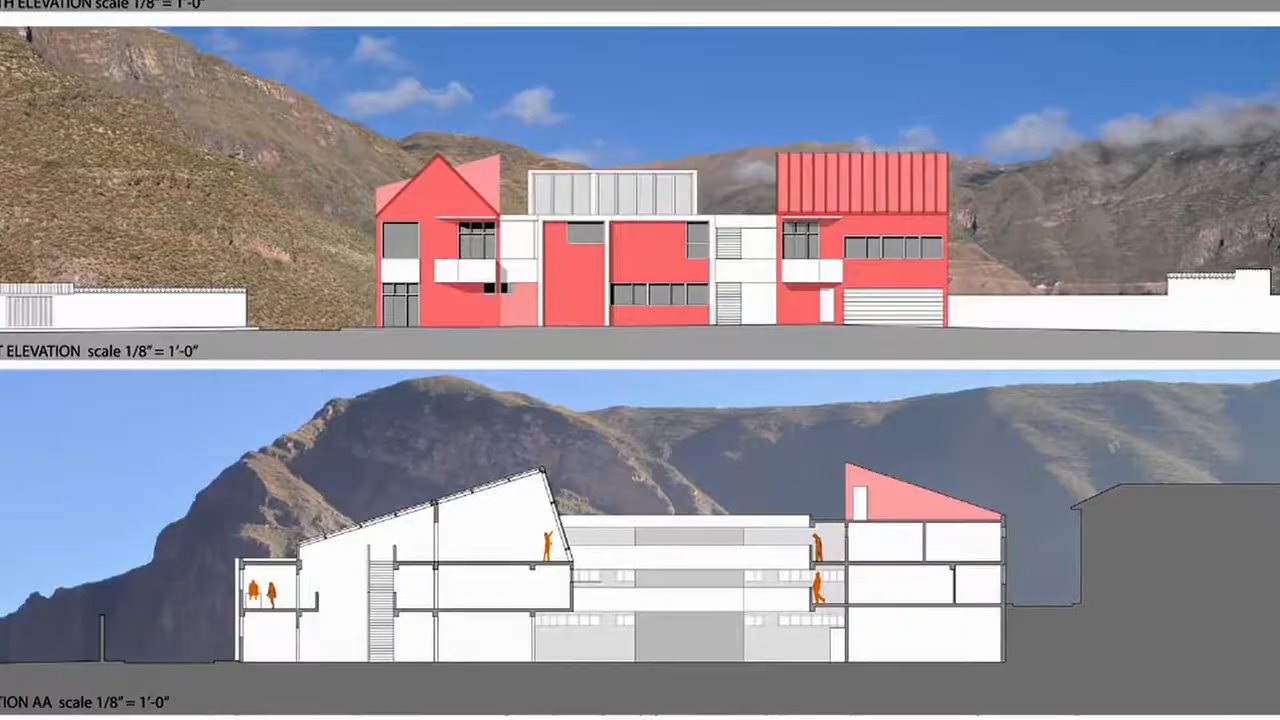 TH ELEVATION scale 1/8" = 1'-0"
T ELEVATION scale 1/8" = 1'-0"
TION AA scale 1/8" = 1'-0"